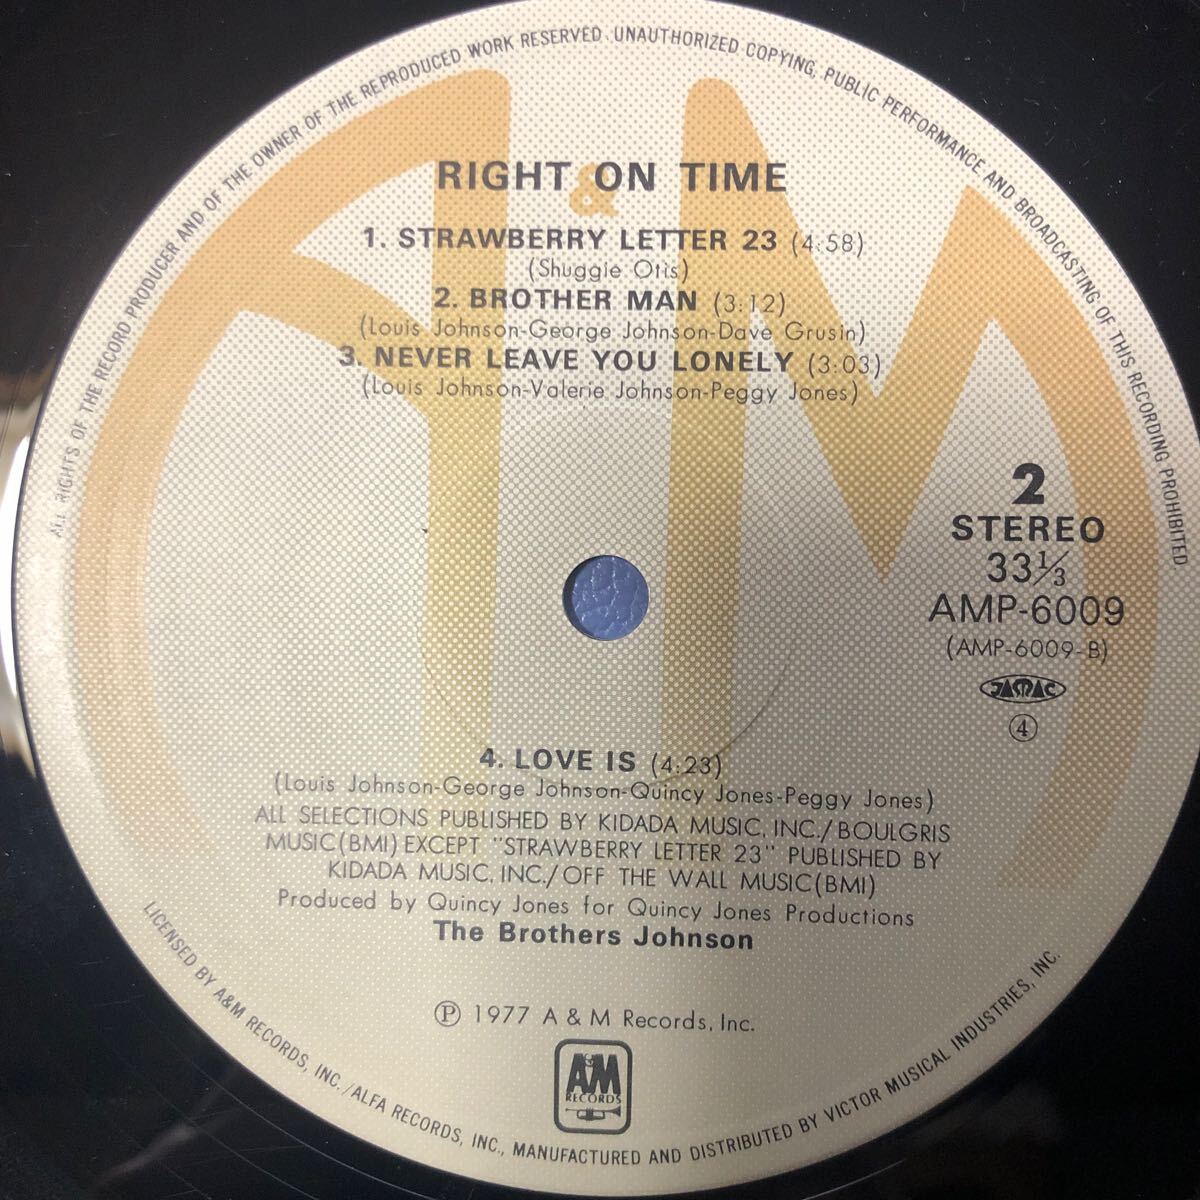 ALL RIGHTS OF THE RECORD PRODUCER AND OF THE OWNER OF THE REPRODUCED WORK RESERVED. UNAUTHORIZED COPYING, PUBLIC PERFORMANCE AND BROADCASTING OF THIS RECORDING PROHIBITED
&
RIGHT ON TIME
1. STRAWBERRY LETTER 23 (4:58)
(Shuggie Otis)
2. BROTHER MAN (3:12)
(Louis Johnson-George Johnson-Dave Grusin)
3. NEVER LEAVE YOU LONELY (3:03)
(Louis Johnson-Valerie Johnson-Peggy Jones)
2
STEREO
33 1/3
AMP-6009
(AMP-6009-B)
JASRAC
④
4. LOVE IS (4:23)
(Louis Johnson-George Johnson-Quincy Jones-Peggy Jones)
ALL SELECTIONS PUBLISHED BY KIDADA MUSIC, INC./BOULGRIS
MUSIC(BMI) EXCEPT "STRAWBERRY LETTER 23" PUBLISHED BY
KIDADA MUSIC, INC./OFF THE WALL MUSIC(BMI)
Produced by Quincy Jones for Quincy Jones Productions
The Brothers Johnson
Ⓟ 1977 A & M Records, Inc.
A&M
RECORDS
LICENSED BY A&M RECORDS, INC./ALFA RECORDS, INC., MANUFACTURED AND DISTRIBUTED BY VICTOR MUSICAL INDUSTRIES, INC.